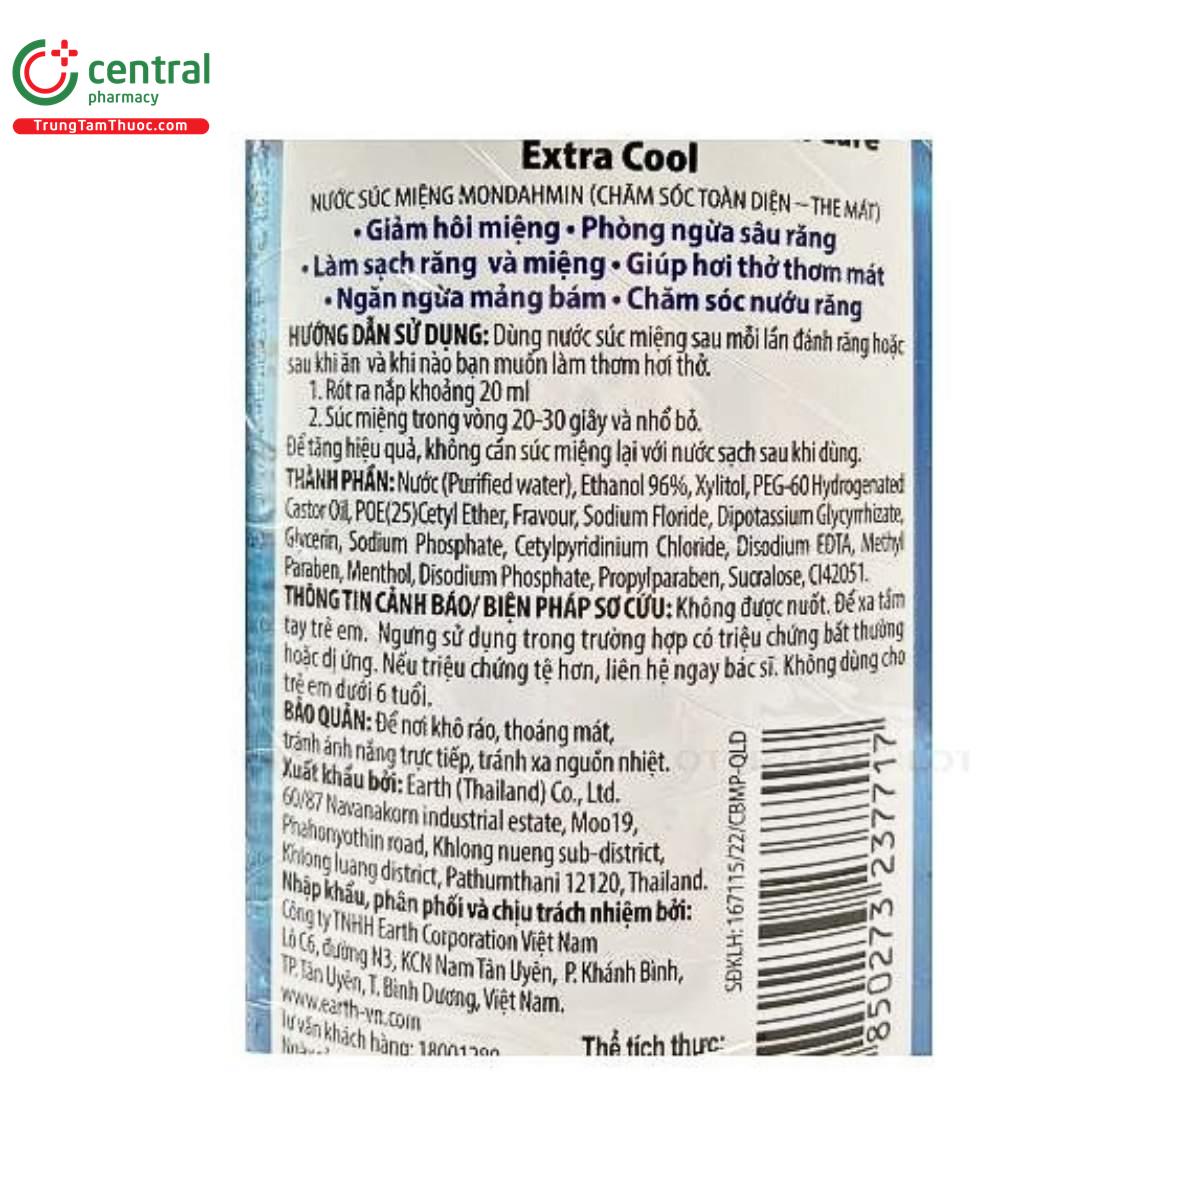 central
pharmacy
TrungTamThuoc.com
Care
Extra Cool
NƯỚC SÚC MIỆNG MONDAHMIN (CHĂM SÓC TOÀN DIỆN – THE MÁT)
• Giảm hôi miệng • Phòng ngừa sâu răng
• Làm sạch răng và miệng • Giúp hơi thở thơm mát
• Ngăn ngừa mảng bám • Chăm sóc nướu răng
HƯỚNG DẪN SỬ DỤNG: Dùng nước súc miệng sau mỗi lần đánh răng hoặc
sau khi ăn và khi nào bạn muốn làm thơm hơi thở.
1. Rót ra nắp khoảng 20 ml
2. Súc miệng trong vòng 20-30 giây và nhổ bỏ.
Để tăng hiệu quả, không cần súc miệng lại với nước sạch sau khi dùng.
THÀNH PHẦN: Nước (Purified water), Ethanol 96%, Xylitol, PEG-60 Hydrogenated
Castor Oil, POE(25)Cetyl Ether, Fravour, Sodium Floride, Dipotassium Glycyrrhizate,
Glycerin, Sodium Phosphate, Cetylpyridinium Chloride, Disodium EDTA, Methyl
Paraben, Menthol, Disodium Phosphate, Propylparaben, Sucralose, CI42051.
THÔNG TIN CẢNH BÁO/ BIỆN PHÁP SƠ CỨU: Không được nuốt. Để xa tầm
tay trẻ em. Ngưng sử dụng trong trường hợp có triệu chứng bất thường
hoặc dị ứng. Nếu triệu chứng tệ hơn, liên hệ ngay bác sĩ. Không dùng cho
trẻ em dưới 6 tuổi.
BẢO QUẢN: Để nơi khô ráo, thoáng mát,
tránh ánh nắng trực tiếp, tránh xa nguồn nhiệt.
Xuất khẩu bởi: Earth (Thailand) Co., Ltd.
60/87 Navanakorn industrial estate, Moo19,
Phahonyothin road, Khlong nueng sub-district,
Khlong luang district, Pathumthani 12120, Thailand.
Nhập khẩu, phân phối và chịu trách nhiệm bởi:
Công ty TNHH Earth Corporation Việt Nam
Lô C6, đường N3, KCN Nam Tân Uyên, P. Khánh Bình,
TP. Tân Uyên, T. Bình Dương, Việt Nam.
www.earth-vn.com
Tư vấn khách hàng:
Thể tích thực:
SĐKLH: 167115/22/CBMP-QLD
8 850273 237717